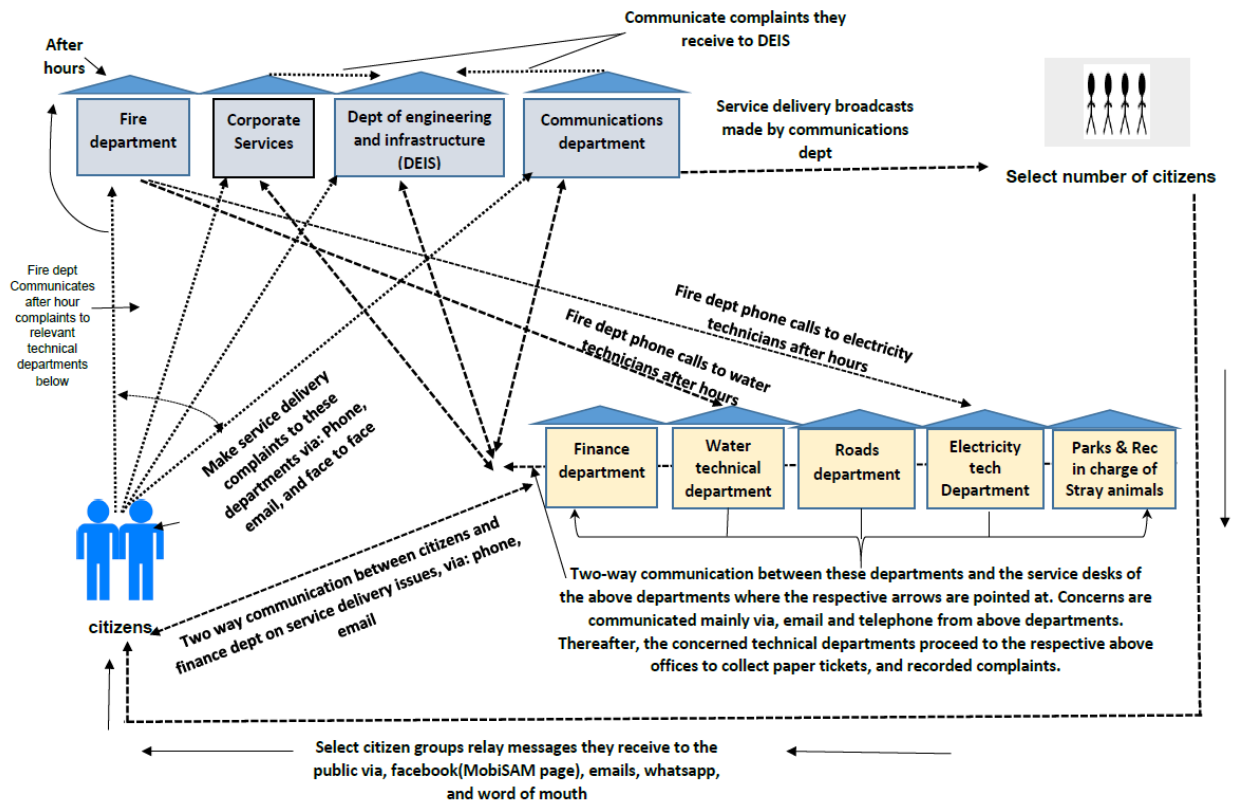 Communicate complaints they
receive to DEIS
After
hours
Fire
department
Corporate
Services
Dept of engineering
and infrastructure
(DEIS)
Communications
department
Service delivery broadcasts
made by communications
dept
Select number of citizens
Fire dept
Communicates
after hour
complaints to
relevant
technical
departments
below
Fire dept phone calls to electricity
technicians after hours
Fire dept phone calls to water
technicians after hours
Make service delivery
complaints to these
departments via: Phone,
email, and face to face
Finance
department
Water
technical
department
Roads
department
Electricity
tech
Department
Parks & Rec
in charge of
Stray animals
citizens
Two way communication between citizens and
finance dept on service delivery issues, via: phone,
email
Two-way communication between these departments and the service desks of
the above departments where the respective arrows are pointed at. Concerns are
communicated mainly via, email and telephone from above departments.
Thereafter, the concerned technical departments proceed to the respective above
offices to collect paper tickets, and recorded complaints.
Select citizen groups relay messages they receive to the
public via, facebook(MobiSAM page), emails, whatsapp,
and word of mouth